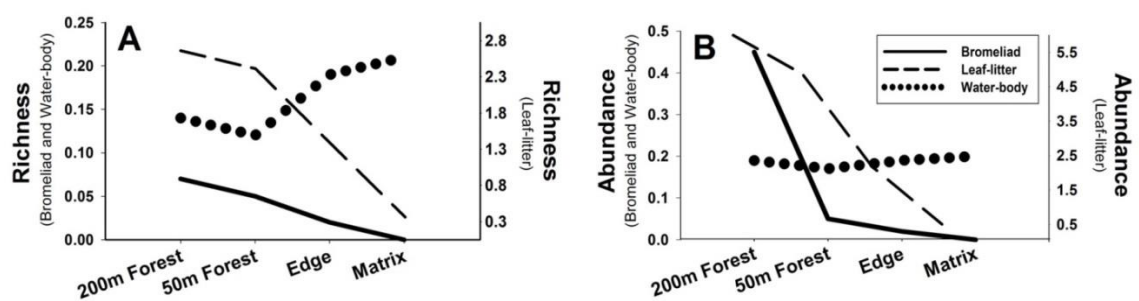 A
Richness
(Bromeliad and Water-body)
0.25
0.20
0.15
0.10
0.05
0.00
2.8
2.3
1.8
1.3
0.8
0.3
Richness
(Leaf-litter)
200m Forest
50m Forest
Edge
Matrix
B
Abundance
(Bromeliad and Water-body)
0.5
0.4
0.3
0.2
0.1
0.0
Bromeliad
Leaf-litter
Water-body
5.5
4.5
3.5
2.5
1.5
0.5
Abundance
(Leaf-litter)
200m Forest
50m Forest
Edge
Matrix